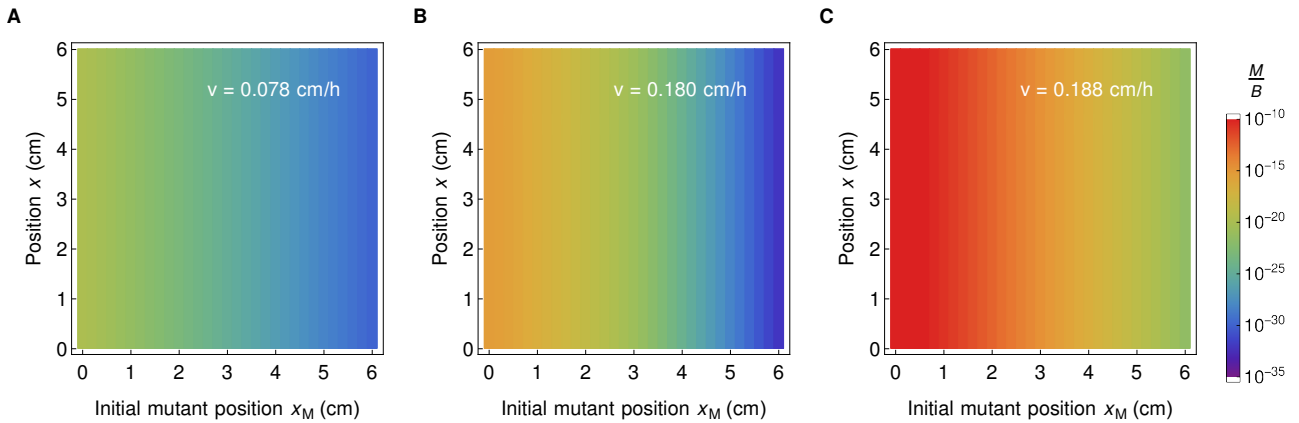 A
B
C
v = 0.078 cm/h
v = 0.180 cm/h
v = 0.188 cm/h
Position x (cm)
6
5
4
3
2
1
0
0 1 2 3 4 5 6
Initial mutant position x_M (cm)
Position x (cm)
6
5
4
3
2
1
0
0 1 2 3 4 5 6
Initial mutant position x_M (cm)
Position x (cm)
6
5
4
3
2
1
0
0 1 2 3 4 5 6
Initial mutant position x_M (cm)
M
B
10^-10
10^-15
10^-20
10^-25
10^-30
10^-35